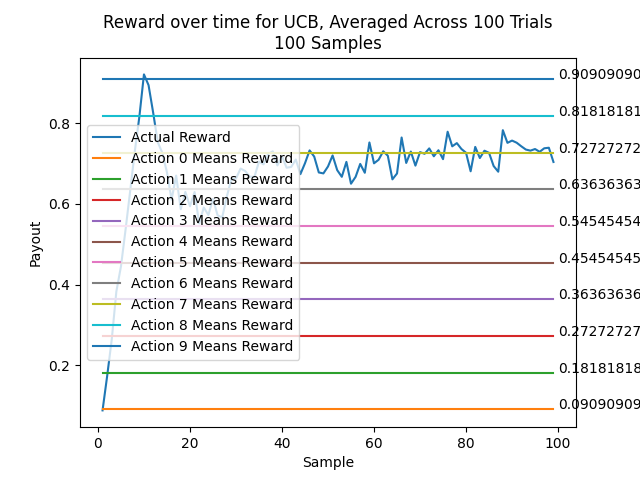 Reward over time for UCB, Averaged Across 100 Trials
100 Samples
Payout
0.8
0.6
0.4
0.2
0
20
40
60
80
100
Sample
Actual Reward
Action 0 Means Reward
Action 1 Means Reward
Action 2 Means Reward
Action 3 Means Reward
Action 4 Means Reward
Action 5 Means Reward
Action 6 Means Reward
Action 7 Means Reward
Action 8 Means Reward
Action 9 Means Reward
0.90909090
0.81818181
0.72727272
0.63636363
0.54545454
0.45454545
0.36363636
0.27272727
0.18181818
0.09090909